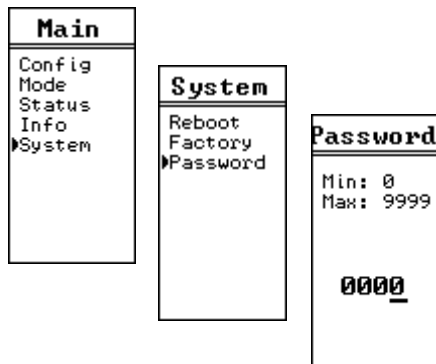 Main
Config
Mode
Status
Info
System
System
Reboot
Factory
Password
Password
Min: 0
Max: 9999
0000